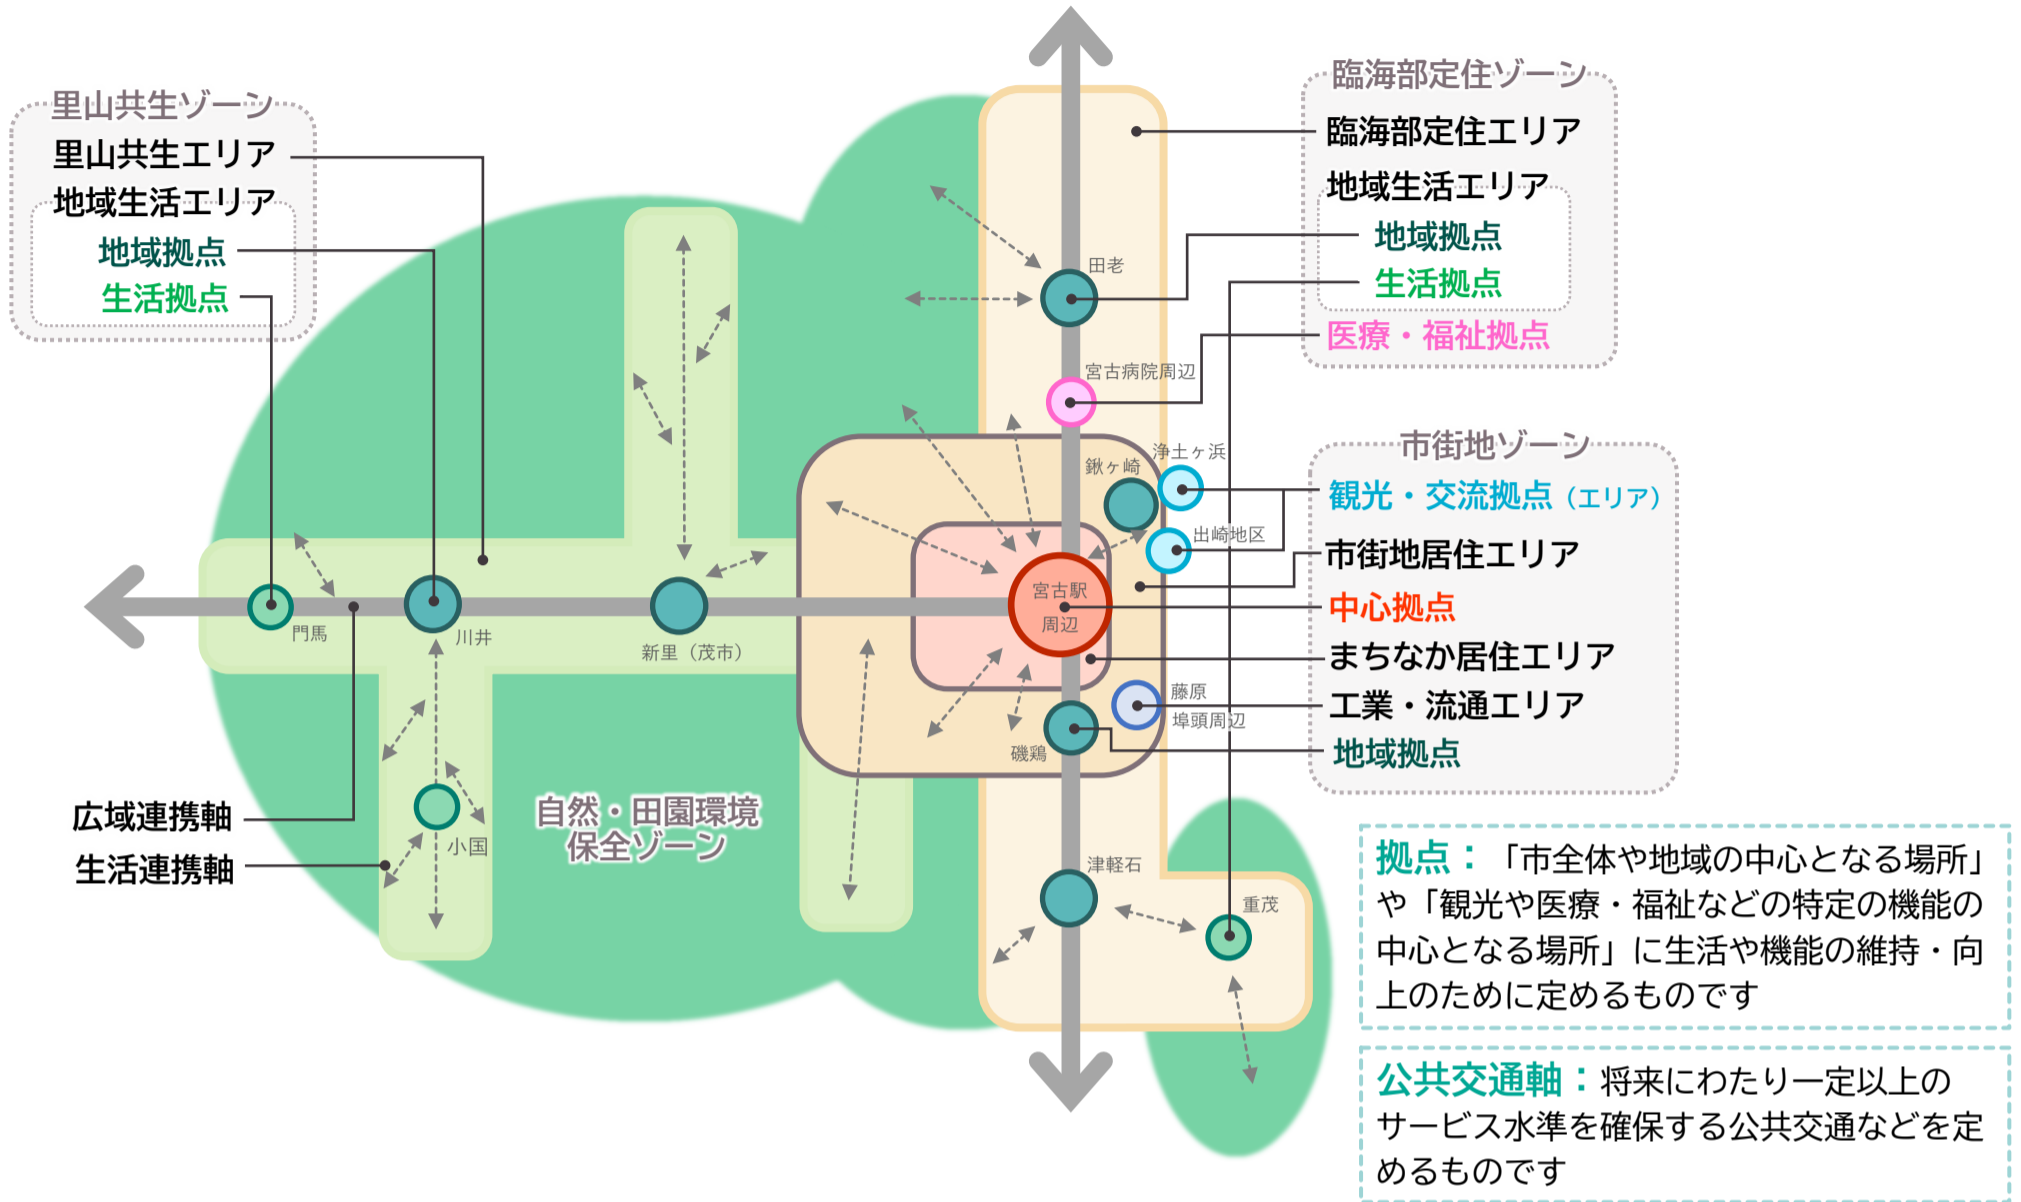 里山共生ゾーン
里山共生エリア
地域生活エリア
地域拠点
生活拠点
広域連携軸
生活連携軸
門馬
川井
小国
新里（茂市）
自然・田園環境
保全ゾーン
田老
宮古病院周辺
浄土ヶ浜
鍬ヶ崎
出崎地区
宮古駅
周辺
藤原
埠頭周辺
磯鶏
津軽石
重茂
臨海部定住ゾーン
臨海部定住エリア
地域生活エリア
地域拠点
生活拠点
医療・福祉拠点
市街地ゾーン
観光・交流拠点（エリア）
市街地居住エリア
中心拠点
まちなか居住エリア
工業・流通エリア
地域拠点
拠点：「市全体や地域の中心となる場所」
や「観光や医療・福祉などの特定の機能の
中心となる場所」に生活や機能の維持・向
上のために定めるものです
公共交通軸：将来にわたり一定以上の
サービス水準を確保する公共交通などを定
めるものです